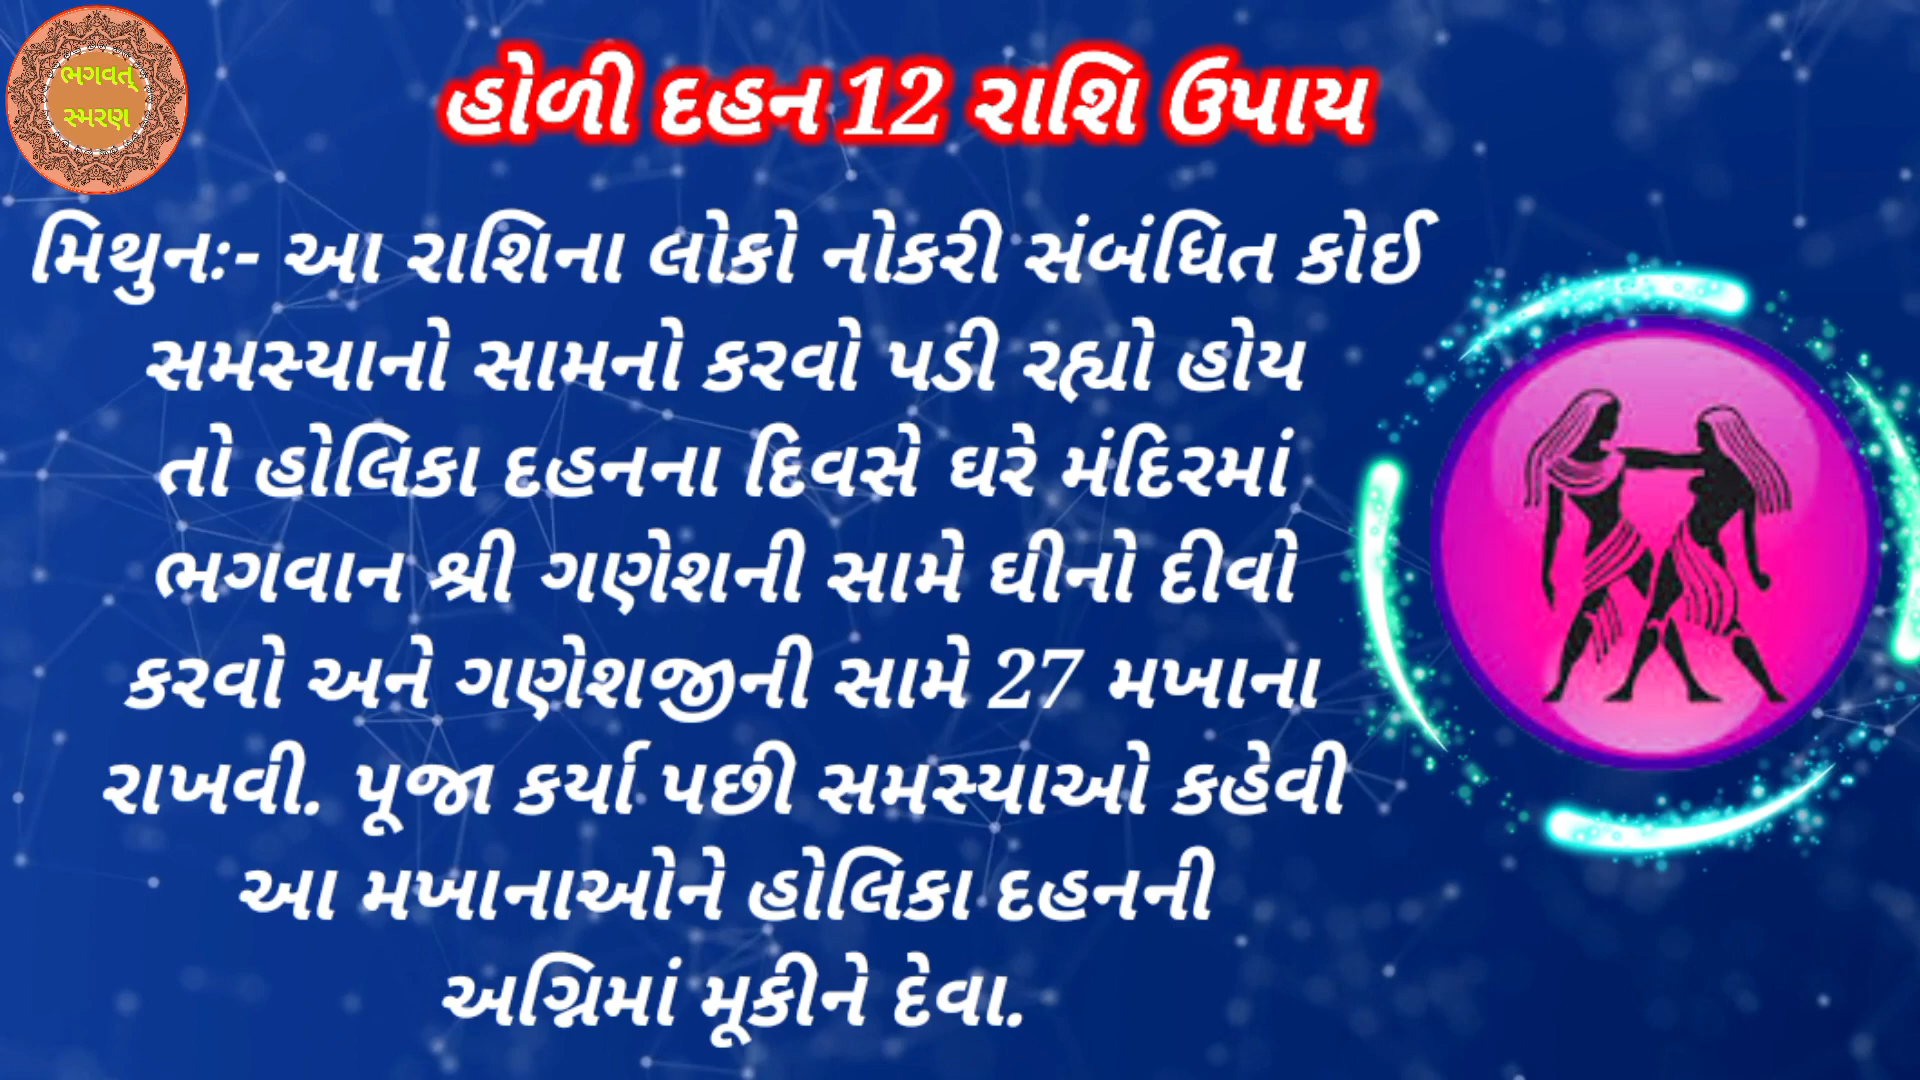 ભગવત્
સ્મરણ
હોળી દહન 12 રાશિ ઉપાય
મિથુનઃ- આ રાશિના લોકો નોકરી સંબંધિત કોઈ
સમસ્યાનો સામનો કરવો પડી રહ્યો હોય
તો હોલિકા દહનના દિવસે ઘરે મંદિરમાં
ભગવાન શ્રી ગણેશની સામે ઘીનો દીવો
કરવો અને ગણેશજીની સામે 27 મખાના
રાખવી. પૂજા કર્યા પછી સમસ્યાઓ કહેવી
આ મખાનાઓને હોલિકા દહનની
અગ્નિમાં મૂકીને દેવા.